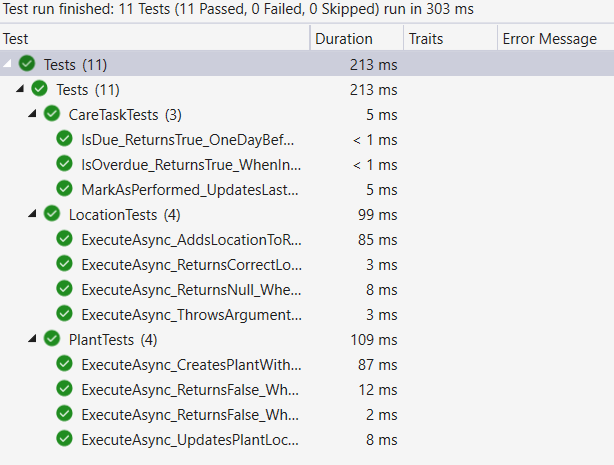 Test run finished: 11 Tests (11 Passed, 0 Failed, 0 Skipped) run in 303 ms
Test Duration Traits Error Message
Tests (11) 213 ms
Tests (11) 213 ms
CareTaskTests (3) 5 ms
IsDue_ReturnsTrue_OneDayBef... < 1 ms
IsOverdue_ReturnsTrue_WhenIn... < 1 ms
MarkAsPerformed_UpdatesLast... 5 ms
LocationTests (4) 99 ms
ExecuteAsync_AddsLocationToR... 85 ms
ExecuteAsync_ReturnsCorrectLo... 3 ms
ExecuteAsync_ReturnsNull_Whe... 8 ms
ExecuteAsync_ThrowsArgument... 3 ms
PlantTests (4) 109 ms
ExecuteAsync_CreatesPlantWith... 87 ms
ExecuteAsync_ReturnsFalse_Wh... 12 ms
ExecuteAsync_ReturnsFalse_Wh... 2 ms
ExecuteAsync_UpdatesPlantLoc... 8 ms